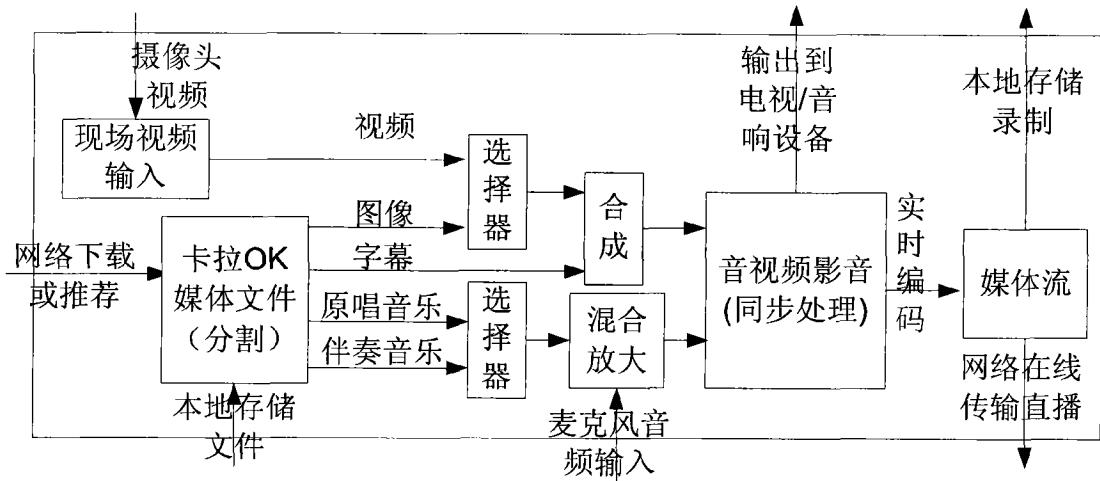 摄像头
视频
现场视频
输入
视频
选
择
器
输出到
电视/音
响设备
本地存储
录制
网络下载
或推荐
卡拉OK
媒体文件
（分割）
图像
字幕
原唱音乐
伴奏音乐
合
成
选
择
器
混合
放大
音视频影音
(同步处理)
实
时
编
码
媒体流
本地存储
文件
麦克风音
频输入
网络在线
传输直播